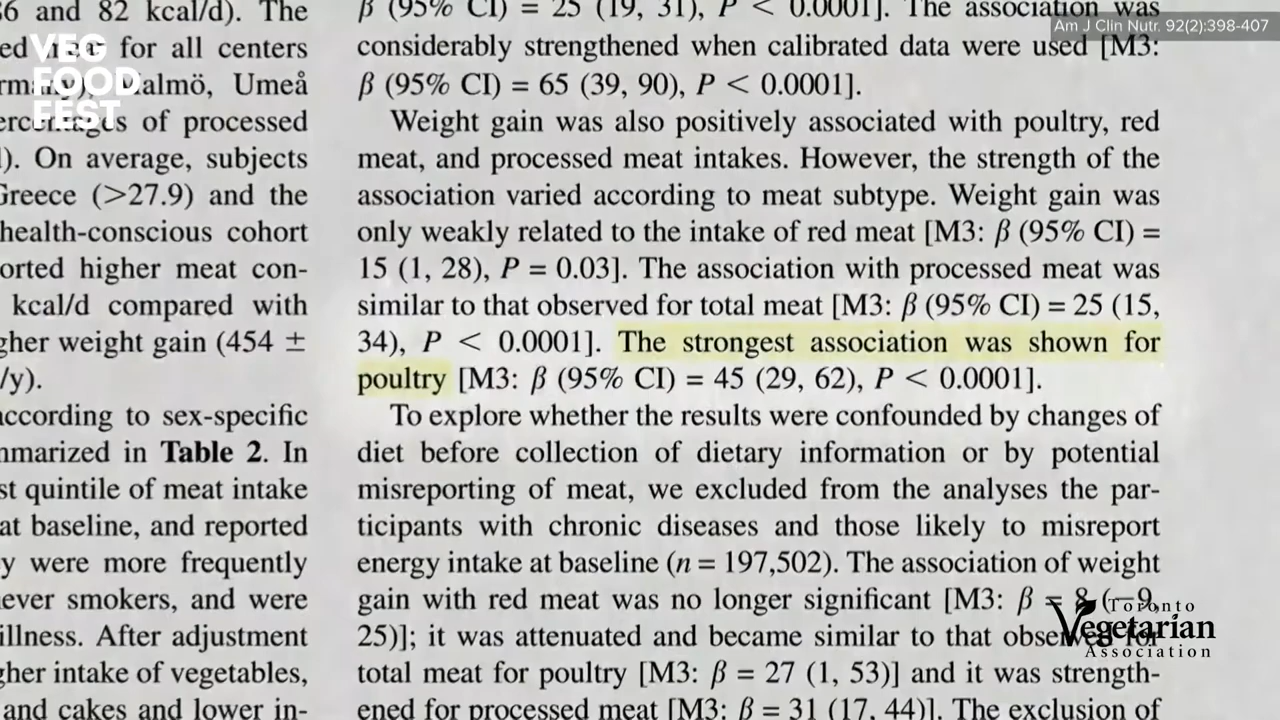 Am J Clin Nutr. 92(2):398-407
VEG
FOOD
FEST
6 and 82 kcal/d). The
ed for all centers
Malmö, Umeå
ercentages of processed
). On average, subjects
Greece (>27.9) and the
health-conscious cohort
orted higher meat con-
kcal/d compared with
gher weight gain (454 ±
/y).
according to sex-specific
mmarized in Table 2. In
st quintile of meat intake
at baseline, and reported
y were more frequently
ever smokers, and were
illness. After adjustment
gher intake of vegetables,
and cakes and lower in-
β (95% CI) = 25 (19, 31), P < 0.0001]. The association was
considerably strengthened when calibrated data were used [M3:
β (95% CI) = 65 (39, 90), P < 0.0001].
Weight gain was also positively associated with poultry, red
meat, and processed meat intakes. However, the strength of the
association varied according to meat subtype. Weight gain was
only weakly related to the intake of red meat [M3: β (95% CI) =
15 (1, 28), P = 0.03]. The association with processed meat was
similar to that observed for total meat [M3: β (95% CI) = 25 (15,
34), P < 0.0001]. The strongest association was shown for
poultry [M3: β (95% CI) = 45 (29, 62), P < 0.0001].
To explore whether the results were confounded by changes of
diet before collection of dietary information or by potential
misreporting of meat, we excluded from the analyses the par-
ticipants with chronic diseases and those likely to misreport
energy intake at baseline (n = 197,502). The association of weight
gain with red meat was no longer significant [M3: β = 8 (−9,
25)]; it was attenuated and became similar to that observed for
total meat for poultry [M3: β = 27 (1, 53)] and it was strength-
ened for processed meat [M3: β = 31 (17, 44)]. The exclusion of
Toronto
Vegetarian
Association